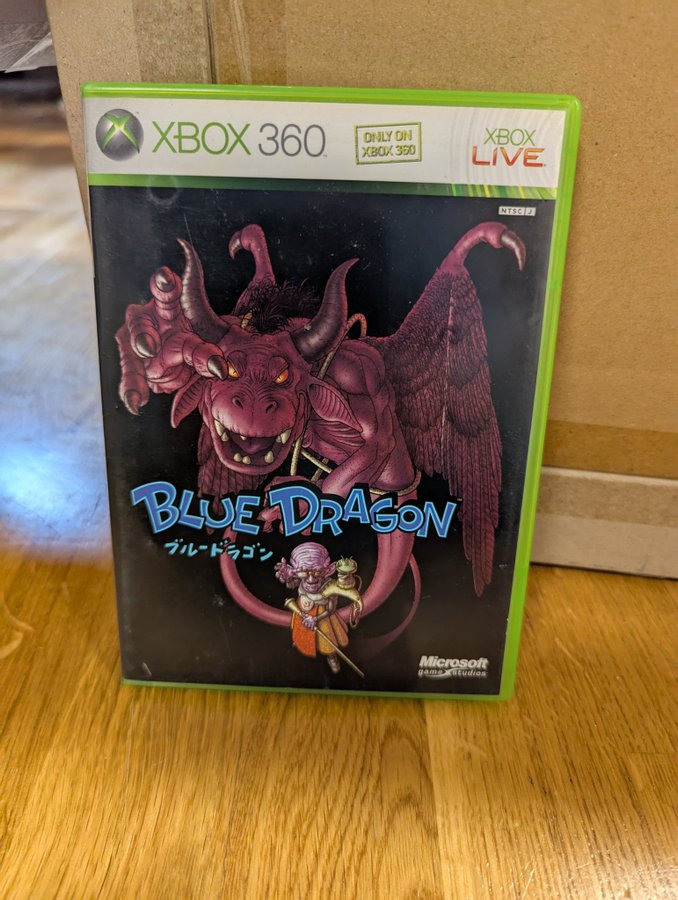 XBOX 360
ONLY ON
XBOX 360
XBOX
LIVE
NTSC J
BLUE DRAGON
ブルードラゴン
Microsoft
game studios